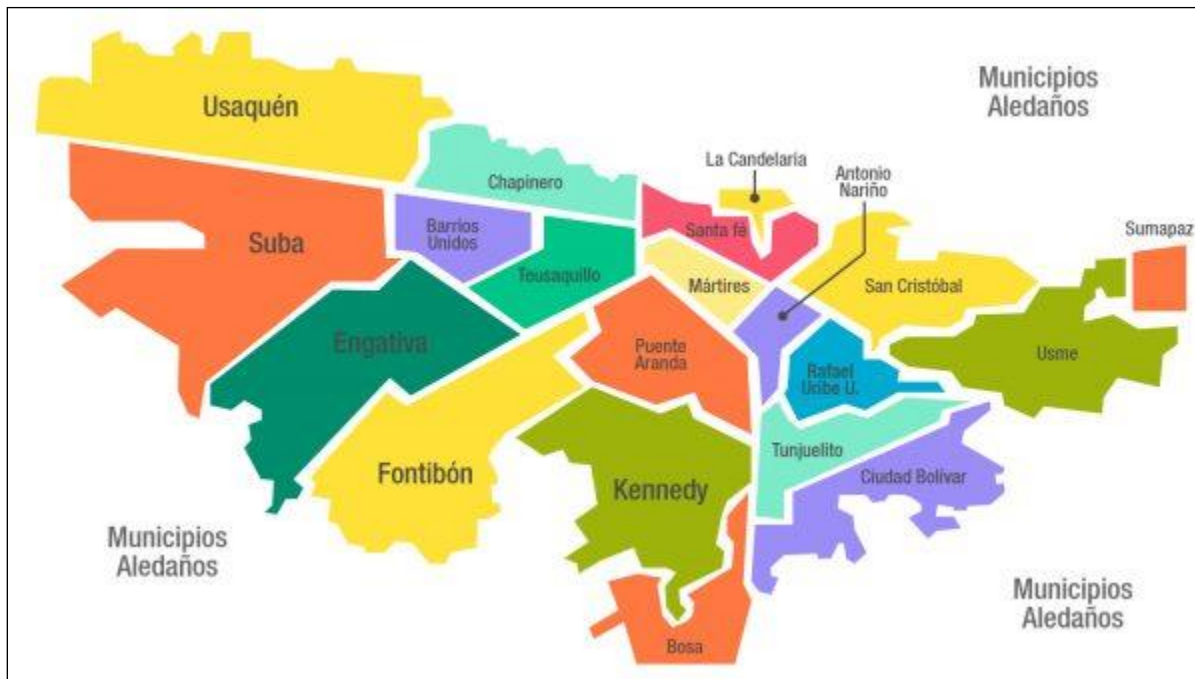 Municipios
Aledaños
Usaquén
La Candelaria
Antonio
Nariño
Chapinero
Barrios
Unidos
Santa fé
Sumapaz
Suba
Teusaquillo
Mártires
San Cristóbal
Engativa
Puente
Aranda
Rafael
Uribe U.
Usme
Fontibón
Kennedy
Tunjuelito
Ciudad Bolívar
Municipios
Aledaños
Municipios
Aledaños
Bosa